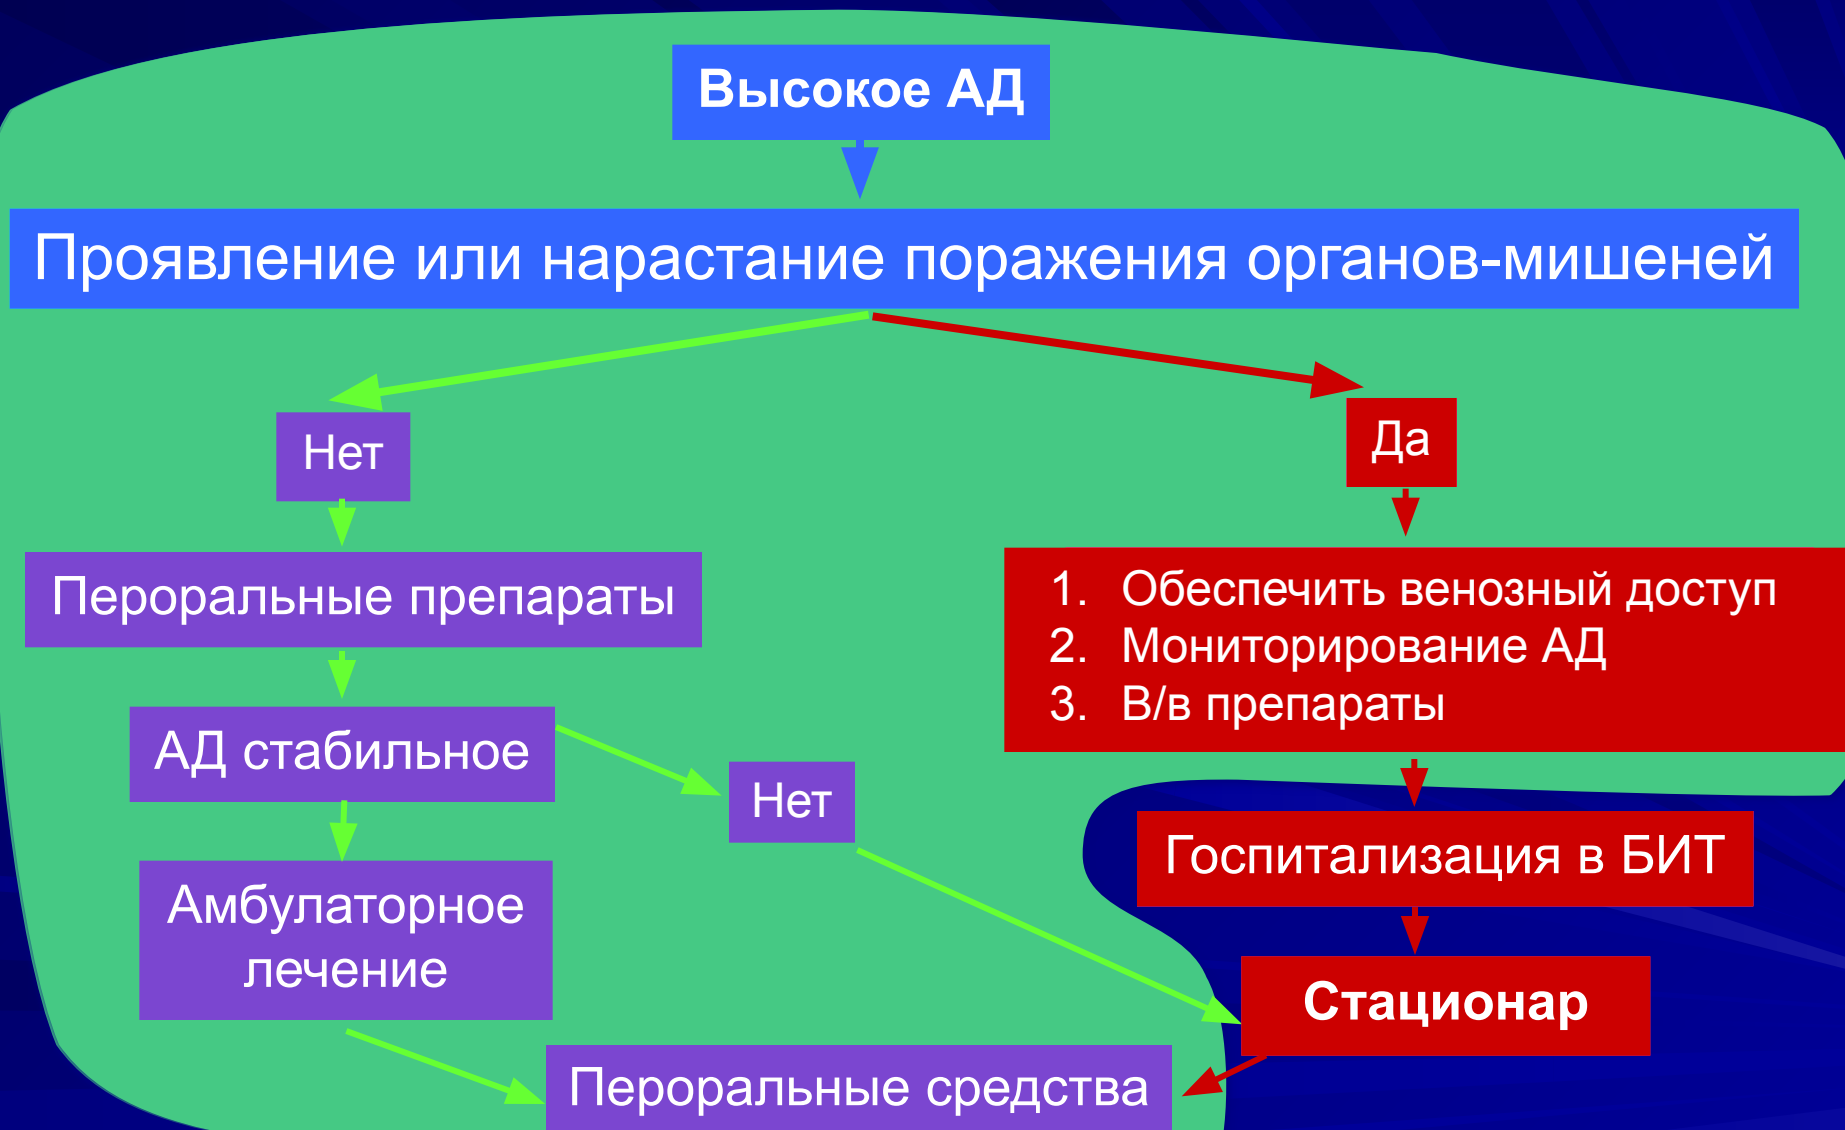 Высокое АД
Проявление или нарастание поражения органов-мишеней
Нет
Да
Пероральные препараты
1. Обеспечить венозный доступ
2. Мониторирование АД
3. В/в препараты
АД стабильное
Нет
Госпитализация в БИТ
Амбулаторное
лечение
Стационар
Пероральные средства